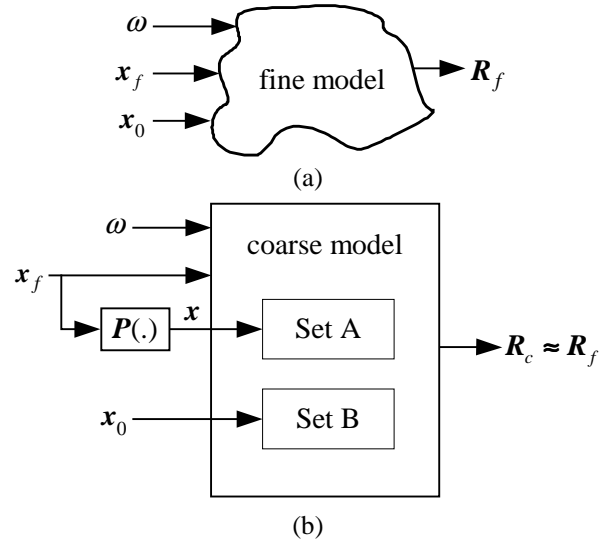 ω
x_f
x_0
fine model
R_f
(a)
ω
coarse model
x_f
P(.)
x
Set A
R_c ≈ R_f
x_0
Set B
(b)